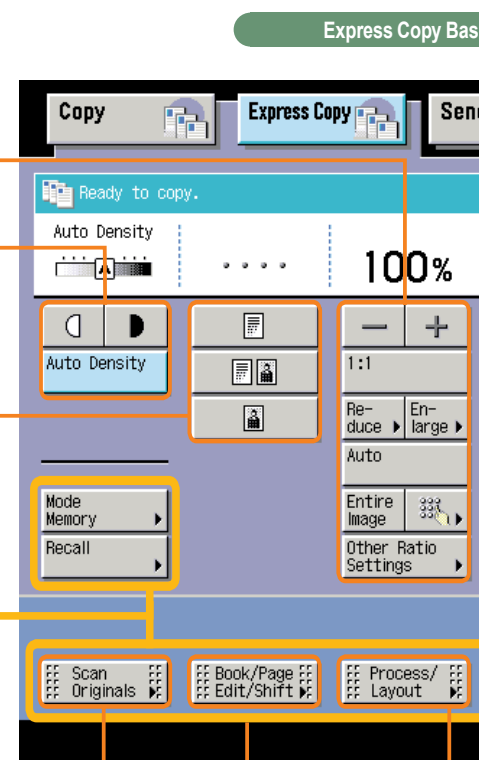 Express Copy Bas
Copy
Express Copy
Sen
Ready to copy.
Auto Density
A
100%
Auto Density
1:1
Re-
duce
En-
large
Auto
Mode
Memory
Entire
Image
Recall
Other Ratio
Settings
Scan
Originals
Book/Page
Edit/Shift
Process/
Layout